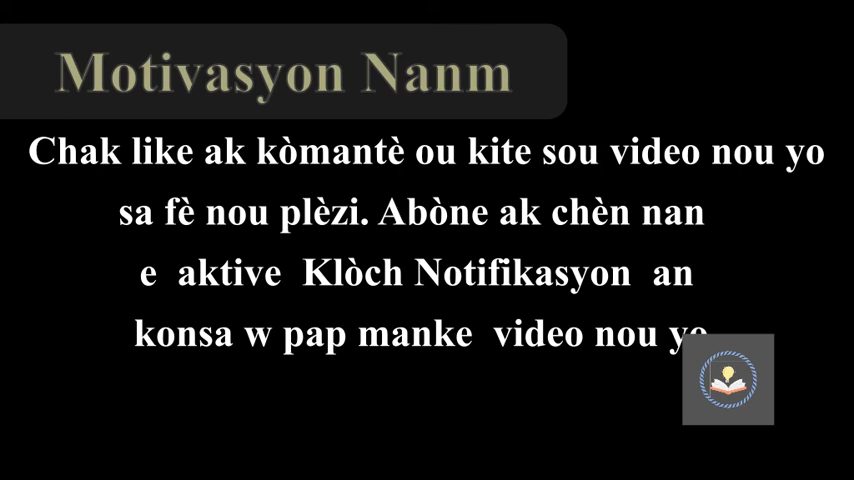 Motivasyon Nanm
Chak like ak kòmantè ou kite sou video nou yo
sa fè nou plèzi. Abòne ak chèn nan
e aktive Klòch Notifikasyon an
konsa w pap manke video nou yo